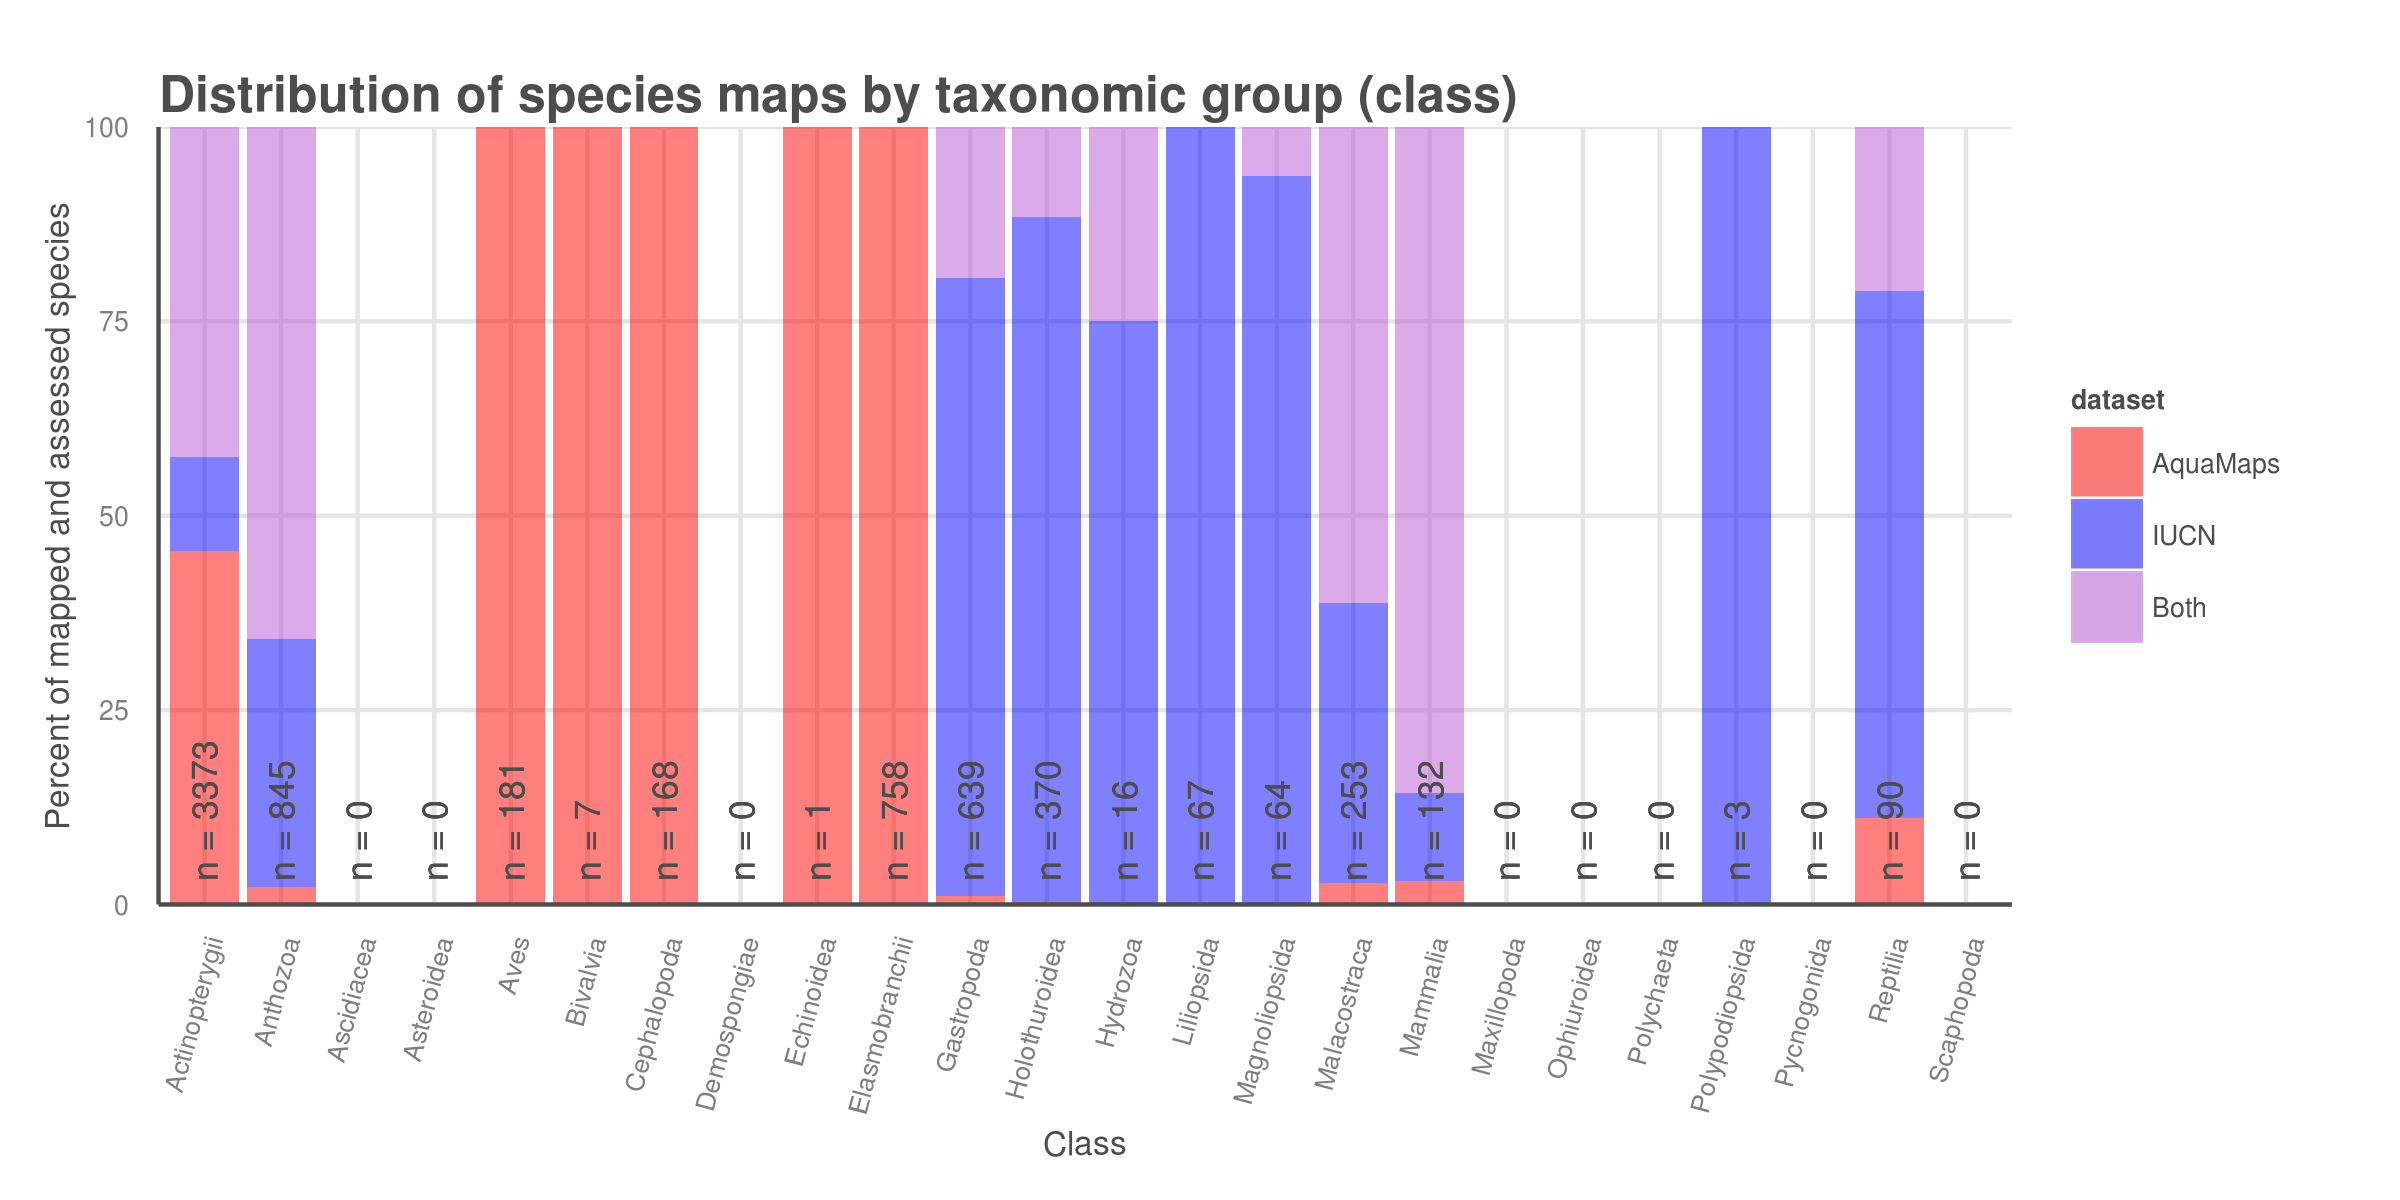 Distribution of species maps by taxonomic group (class)
Percent of mapped and assessed species
100
75
50
25
0
n = 3373
n = 845
n = 0
n = 0
n = 181
n = 7
n = 168
n = 0
n = 1
n = 758
n = 639
n = 370
n = 16
n = 67
n = 64
n = 253
n = 132
n = 0
n = 0
n = 0
n = 3
n = 0
n = 90
n = 0
Actinopterygii
Anthozoa
Ascidiacea
Asteroidea
Aves
Bivalvia
Cephalopoda
Demospongiae
Echinoidea
Elasmobranchii
Gastropoda
Holothuroidea
Hydrozoa
Liliopsida
Magnoliopsida
Malacostraca
Mammalia
Maxillopoda
Ophiuroidea
Polychaeta
Polypodiopsida
Pycnogonida
Reptilia
Scaphopoda
Class
dataset
AquaMaps
IUCN
Both